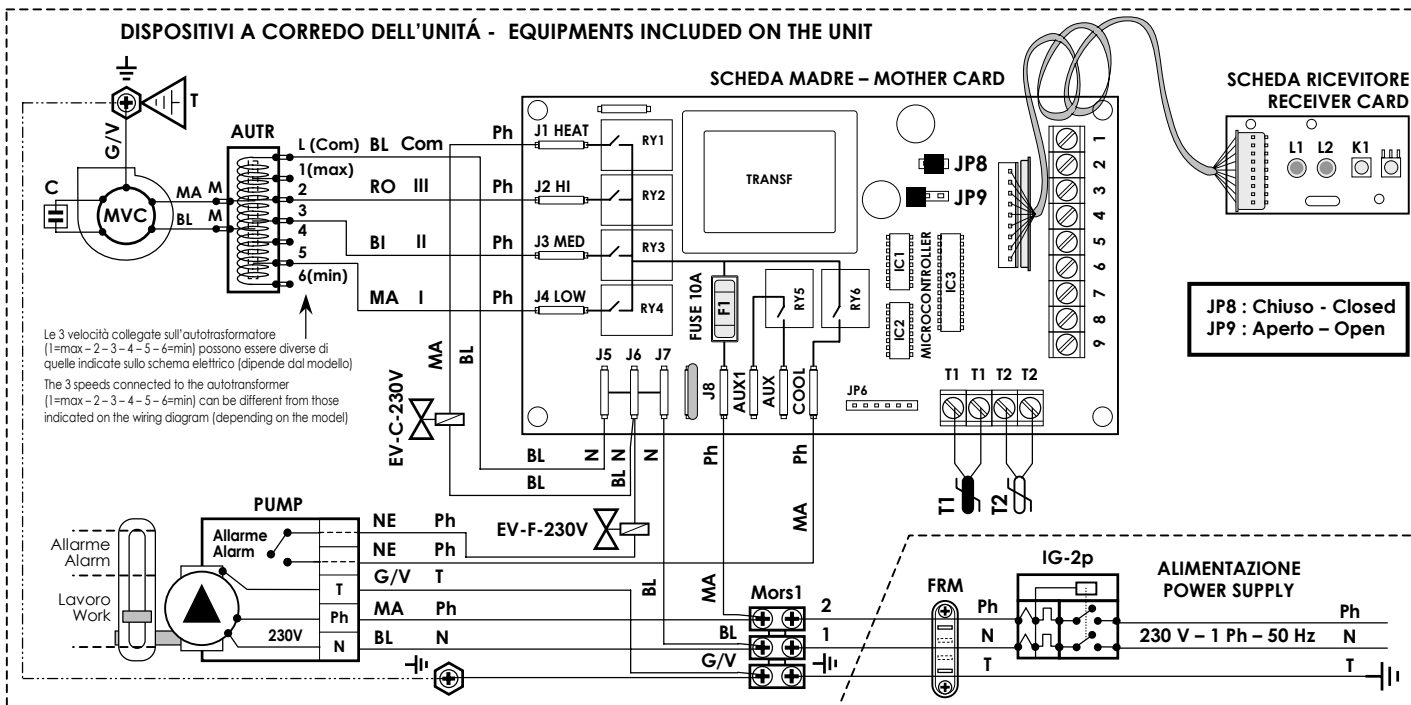 DISPOSITIVI A CORREDO DELL'UNITÁ - EQUIPMENTS INCLUDED ON THE UNIT
SCHEDA MADRE – MOTHER CARD
SCHEDA RICEVITORE
RECEIVER CARD
T
G/V
C
MVC
MA M
BL M
AUTR
L (Com) BL Com
1(max)
2
3
4
5
6(min)
RO III
BI II
MA I
Ph J1 HEAT RY1
Ph J2 HI RY2
Ph J3 MED RY3
Ph J4 LOW RY4
TRANSF
JP8
JP9
1
2
3
4
5
6
7
8
9
L1 L2 K1
JP8 : Chiuso - Closed
JP9 : Aperto – Open
FUSE 10A
F1
RY5
RY6
IC1
IC2
IC3
MICROCONTROLLER
Le 3 velocità collegate sull'autotrasformatore
(1=max – 2 – 3 – 4 – 5 – 6=min) possono essere diverse di
quelle indicate sullo schema elettrico (dipende dal modello)
The 3 speeds connected to the autotransformer
(1=max – 2 – 3 – 4 – 5 – 6=min) can be different from those
indicated on the wiring diagram (depending on the model)
MA
BL
EV-C-230V
J5 J6 J7
J8
AUX1
AUX
COOL
JP6
T1 T1 T2 T2
T1
T2
BL N
BL
BL N
N
Ph
Ph
MA
EV-F-230V
PUMP
Allarme
Alarm
Lavoro
Work
Allarme
Alarm
230V
T
Ph
N
NE Ph
NE Ph
G/V T
MA Ph
BL N
BL
MA
BL
G/V
Mors1
2
1
FRM
Ph
N
T
IG-2p
ALIMENTAZIONE
POWER SUPPLY
230 V – 1 Ph – 50 Hz
Ph
N
T